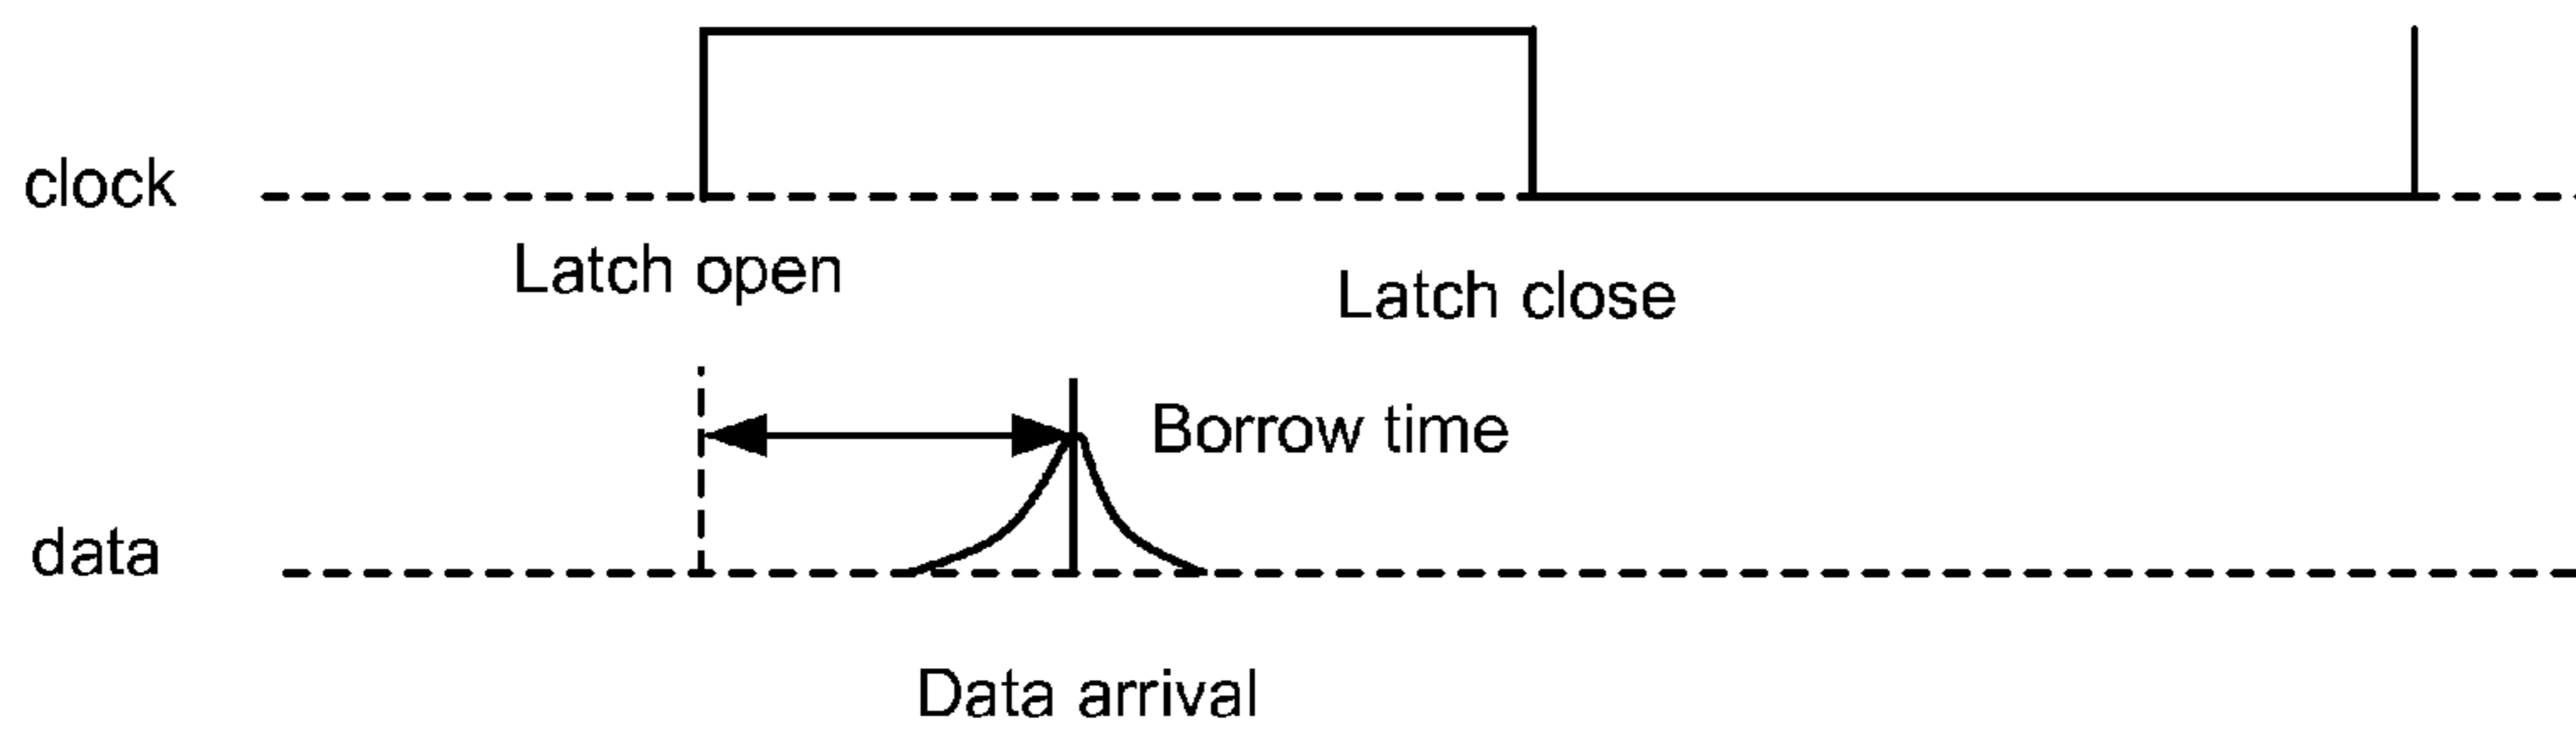 clock
Latch open
Latch close
Borrow time
data
Data arrival